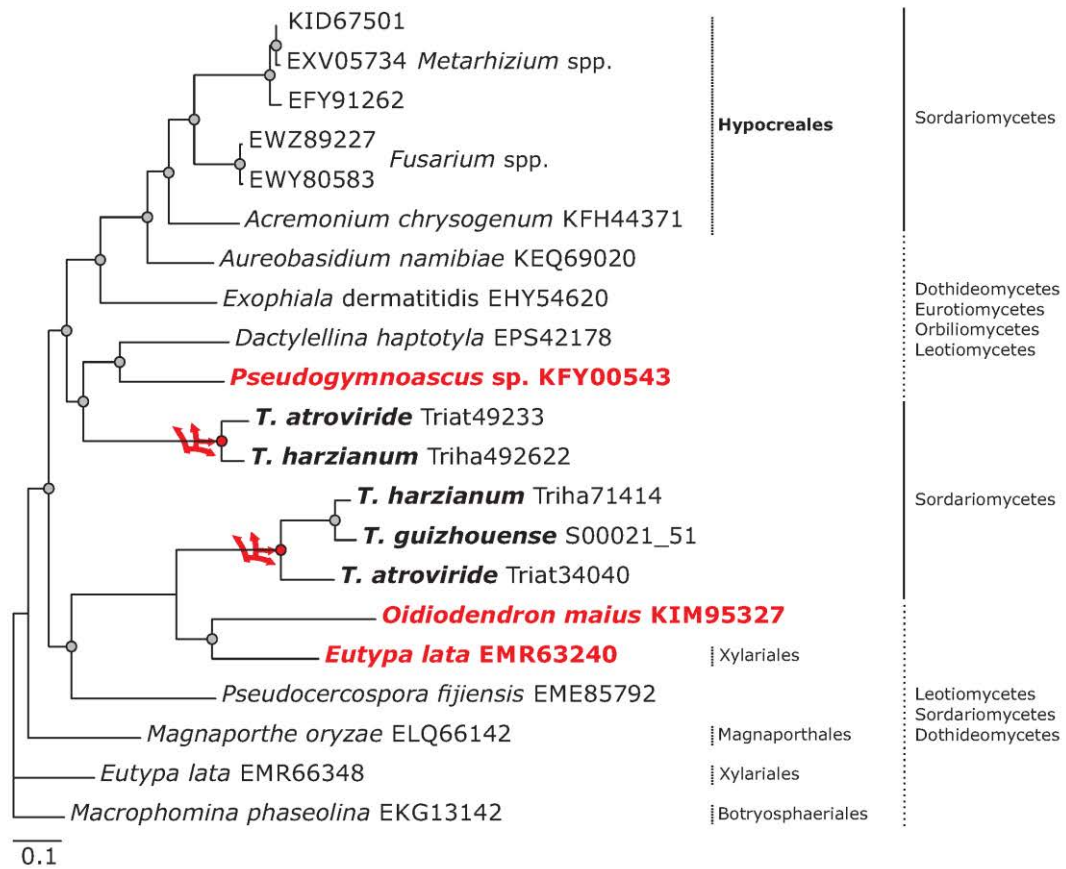 KID67501
EXV05734 Metarhizium spp.
EFY91262
EWZ89227
Fusarium spp.
EWY80583
Acremonium chrysogenum KFH44371
Aureobasidium namibiae KEQ69020
Exophiala dermatitidis EHY54620
Dactylellina haptotyla EPS42178
Pseudogymnoascus sp. KFY00543
T. atroviride Triat49233
T. harzianum Triha492622
T. harzianum Triha71414
T. guizhouense S00021_51
T. atroviride Triat34040
Oidiodendron maius KIM95327
Eutypa lata EMR63240
Pseudocercospora fijiensis EME85792
Magnaporthe oryzae ELQ66142
Eutypa lata EMR66348
Macrophomina phaseolina EKG13142
0.1
Hypocreales
Xylariales
Magnaporthales
Xylariales
Botryosphaeriales
Sordariomycetes
Dothideomycetes
Eurotiomycetes
Orbiliomycetes
Leotiomycetes
Sordariomycetes
Leotiomycetes
Sordariomycetes
Dothideomycetes